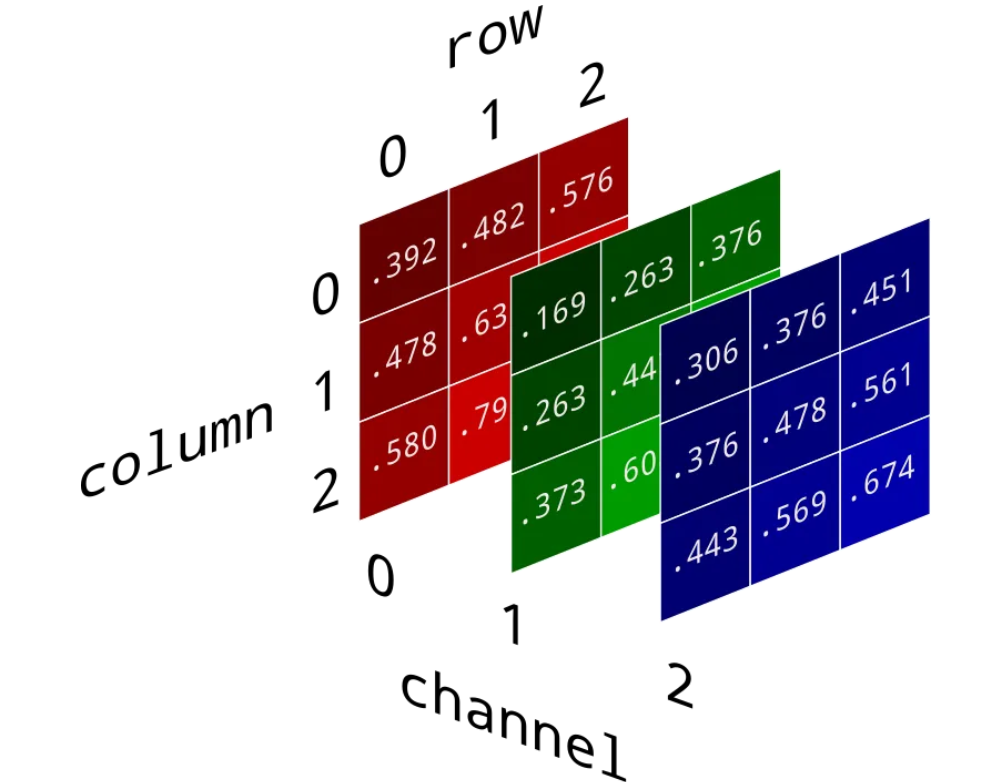 row
0 1 2
0 1 2
column
.392 .482 .576
.478 .63
.580 .79
.169 .263 .376
.263 .44
.373 .60
.306 .376 .451
.376 .478 .561
.443 .569 .674
0 1 2
channel